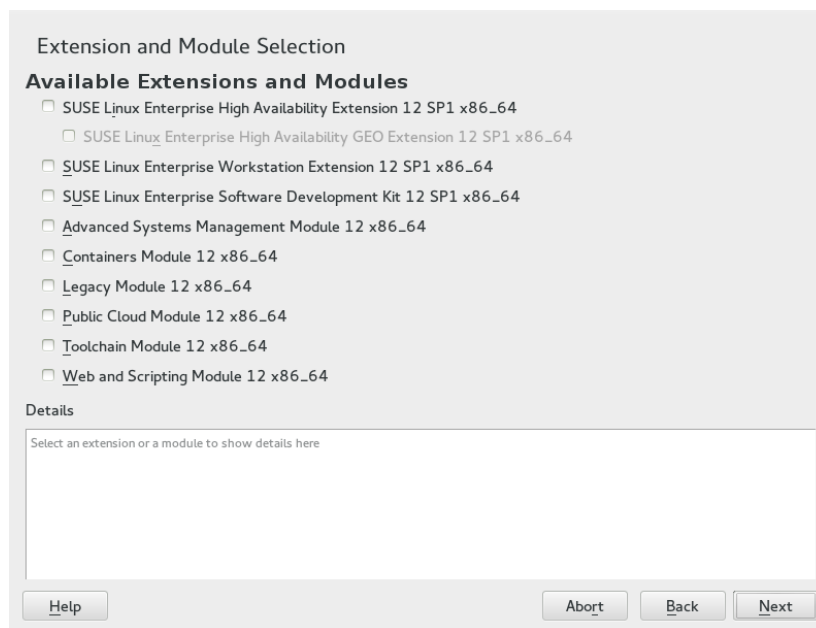 Extension and Module Selection
Available Extensions and Modules
SUSE Linux Enterprise High Availability Extension 12 SP1 x86_64
SUSE Linux Enterprise High Availability GEO Extension 12 SP1 x86_64
SUSE Linux Enterprise Workstation Extension 12 SP1 x86_64
SUSE Linux Enterprise Software Development Kit 12 SP1 x86_64
Advanced Systems Management Module 12 x86_64
Containers Module 12 x86_64
Legacy Module 12 x86_64
Public Cloud Module 12 x86_64
Toolchain Module 12 x86_64
Web and Scripting Module 12 x86_64
Details
Select an extension or a module to show details here
Help Abort Back Next